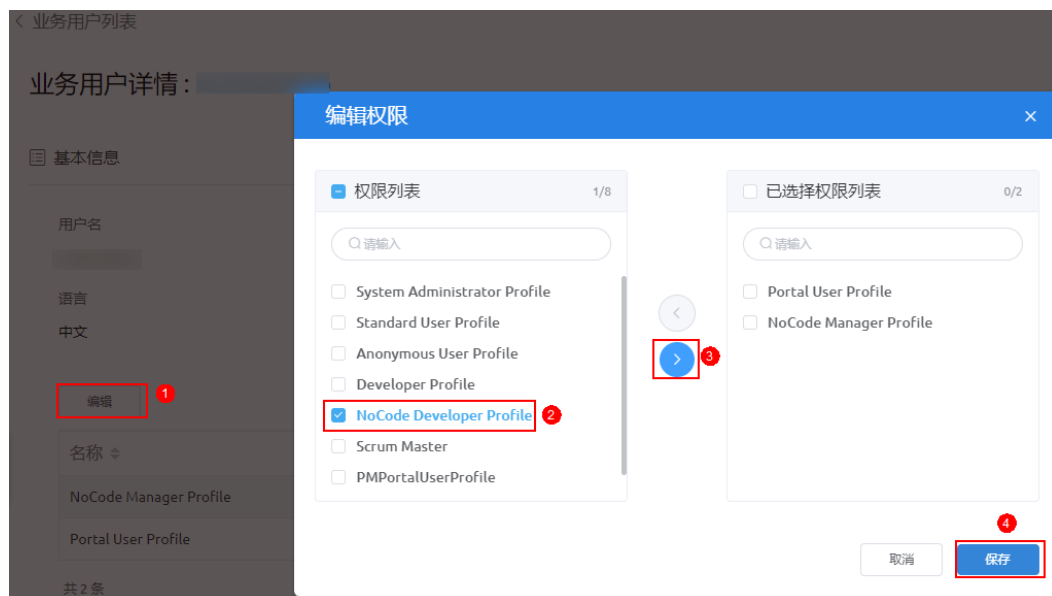 < 业务用户列表
业务用户详情 :
基本信息
用户名
语言
中文
编辑
1
名称
NoCode Manager Profile
Portal User Profile
共 2 条
编辑权限
×
权限列表
1/8
请输入
System Administrator Profile
Standard User Profile
Anonymous User Profile
Developer Profile
NoCode Developer Profile
2
Scrum Master
PMPortalUserProfile
<
>
3
已选择权限列表
0/2
请输入
Portal User Profile
NoCode Manager Profile
4
取消
保存